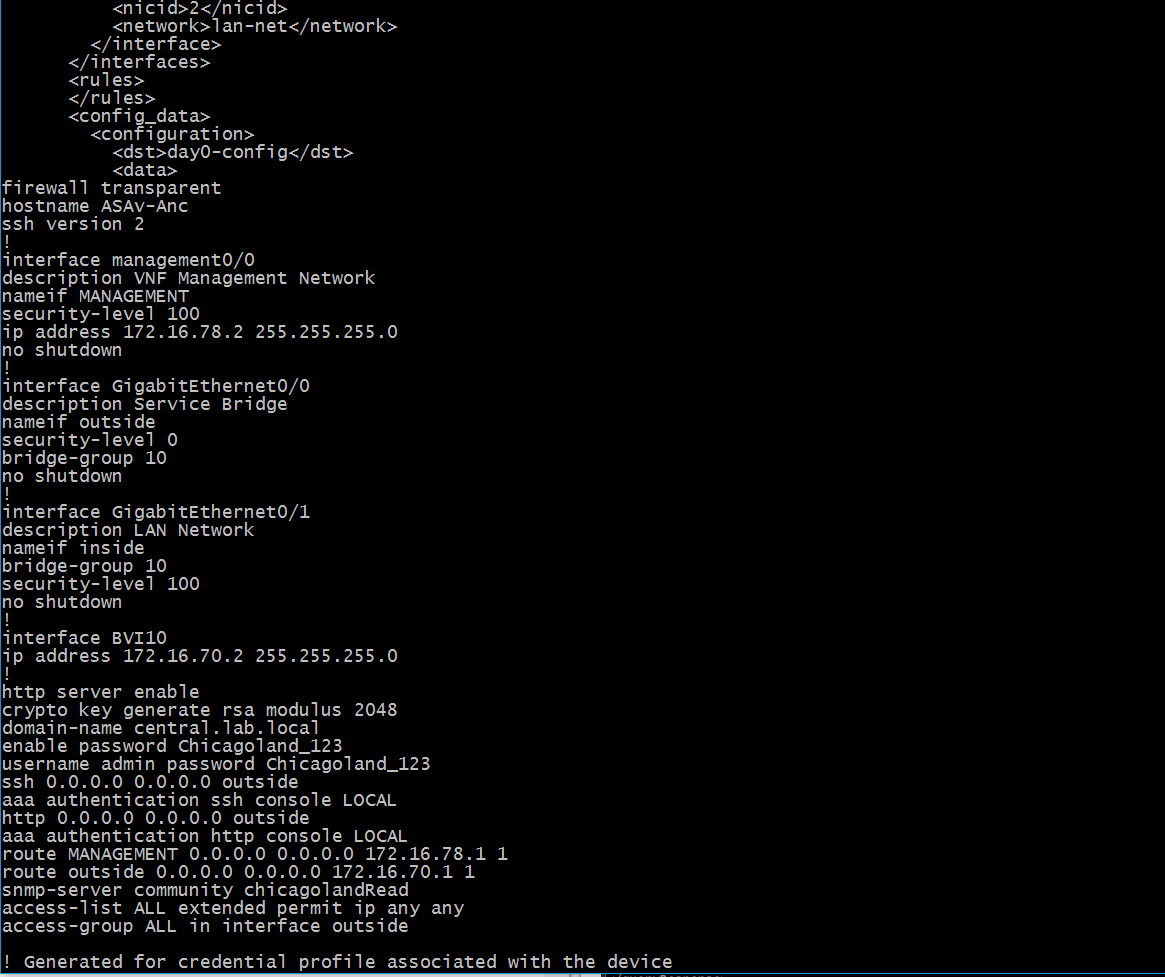 <nicid>2</nicid>
<network>lan-net</network>
</interface>
</interfaces>
<rules>
</rules>
<config_data>
<configuration>
<dst>day0-config</dst>
<data>
firewall transparent
hostname ASAv-Anc
ssh version 2
!
interface management0/0
description VNF Management Network
nameif MANAGEMENT
security-level 100
ip address 172.16.78.2 255.255.255.0
no shutdown
!
interface GigabitEthernet0/0
description Service Bridge
nameif outside
security-level 0
bridge-group 10
no shutdown
!
interface GigabitEthernet0/1
description LAN Network
nameif inside
bridge-group 10
security-level 100
no shutdown
!
interface BVI10
ip address 172.16.70.2 255.255.255.0
!
http server enable
crypto key generate rsa modulus 2048
domain-name central.lab.local
enable password Chicagoland_123
username admin password Chicagoland_123
ssh 0.0.0.0 0.0.0.0 outside
aaa authentication ssh console LOCAL
http 0.0.0.0 0.0.0.0 outside
aaa authentication http console LOCAL
route MANAGEMENT 0.0.0.0 0.0.0.0 172.16.78.1 1
route outside 0.0.0.0 0.0.0.0 172.16.70.1 1
snmp-server community chicagolandRead
access-list ALL extended permit ip any any
access-group ALL in interface outside
! Generated for credential profile associated with the device